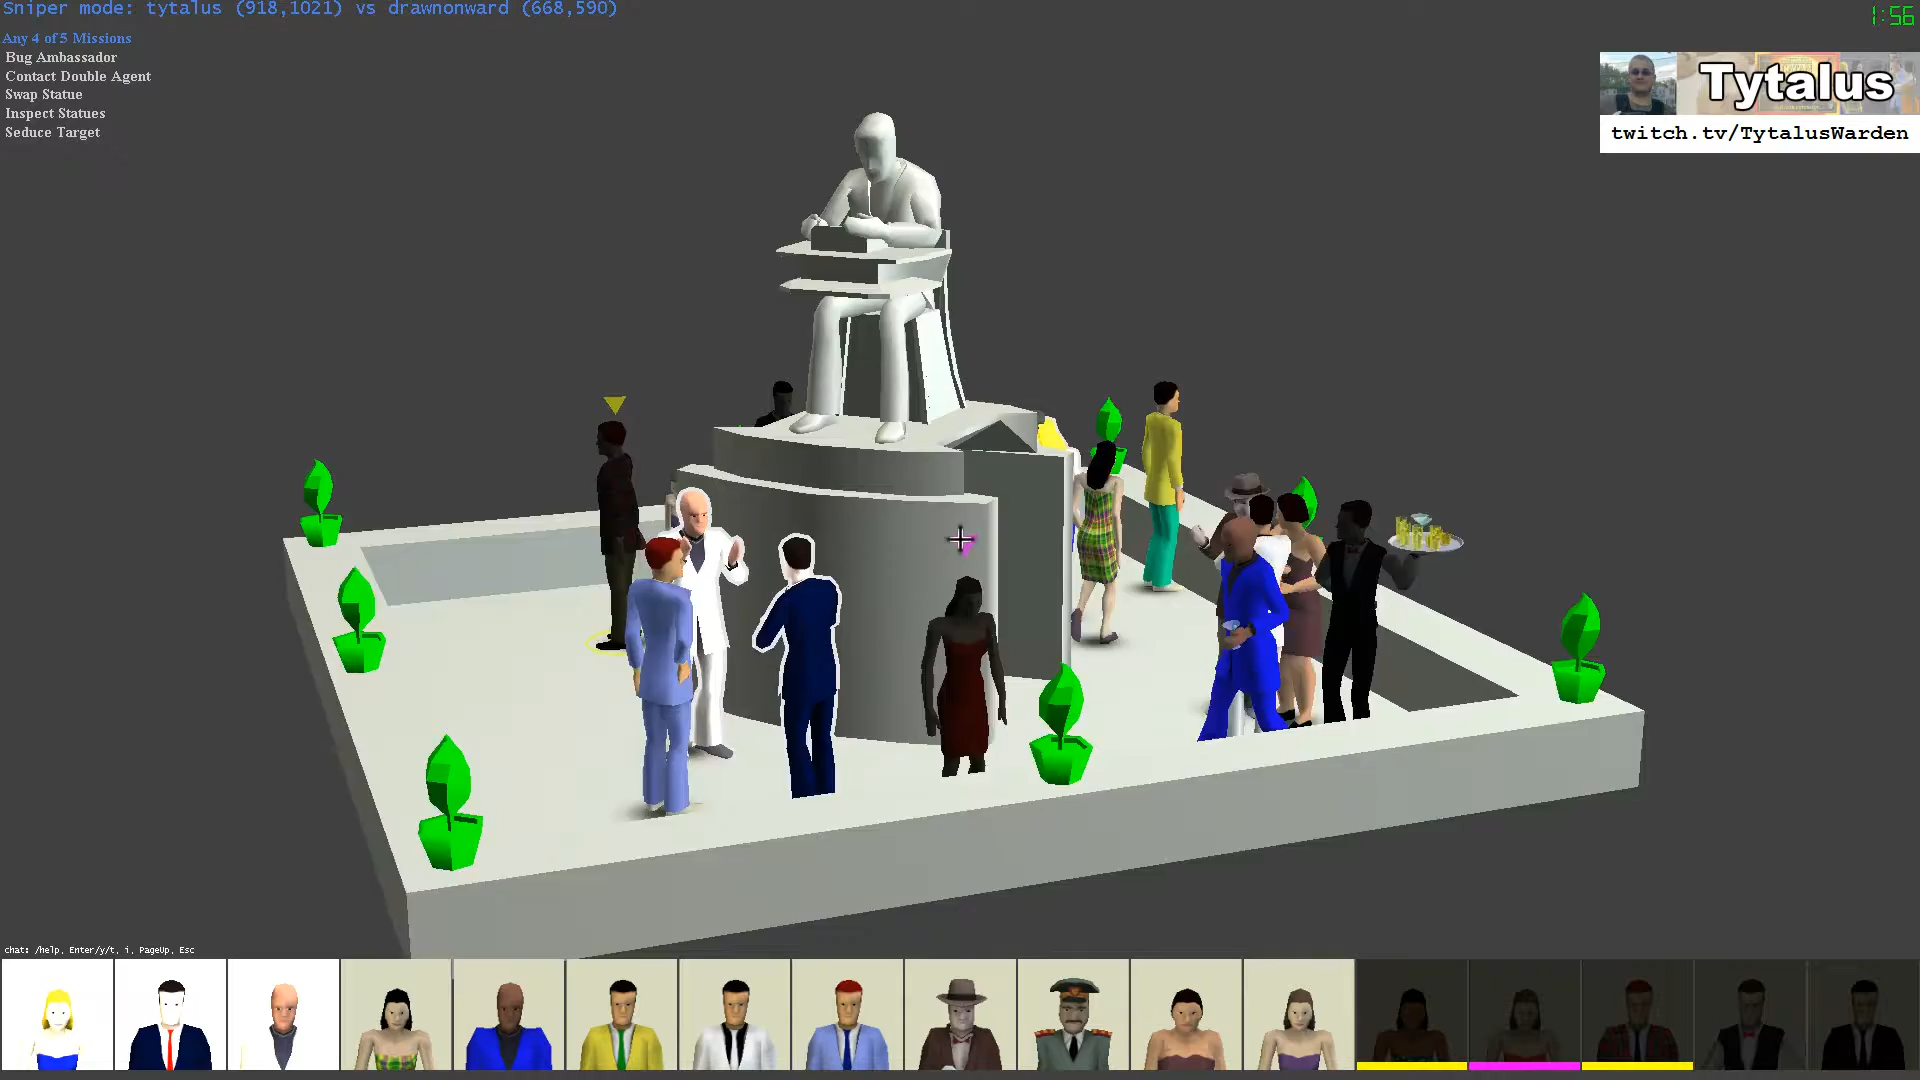 Sniper mode: tytalus (918,1021) vs drawnonward (668,590)
1:56
Any 4 of 5 Missions
Bug Ambassador
Contact Double Agent
Swap Statue
Inspect Statues
Seduce Target
Tytalus
twitch.tv/TytalusWarden
chat: /help, Enter/y/t, i, PageUp, Esc